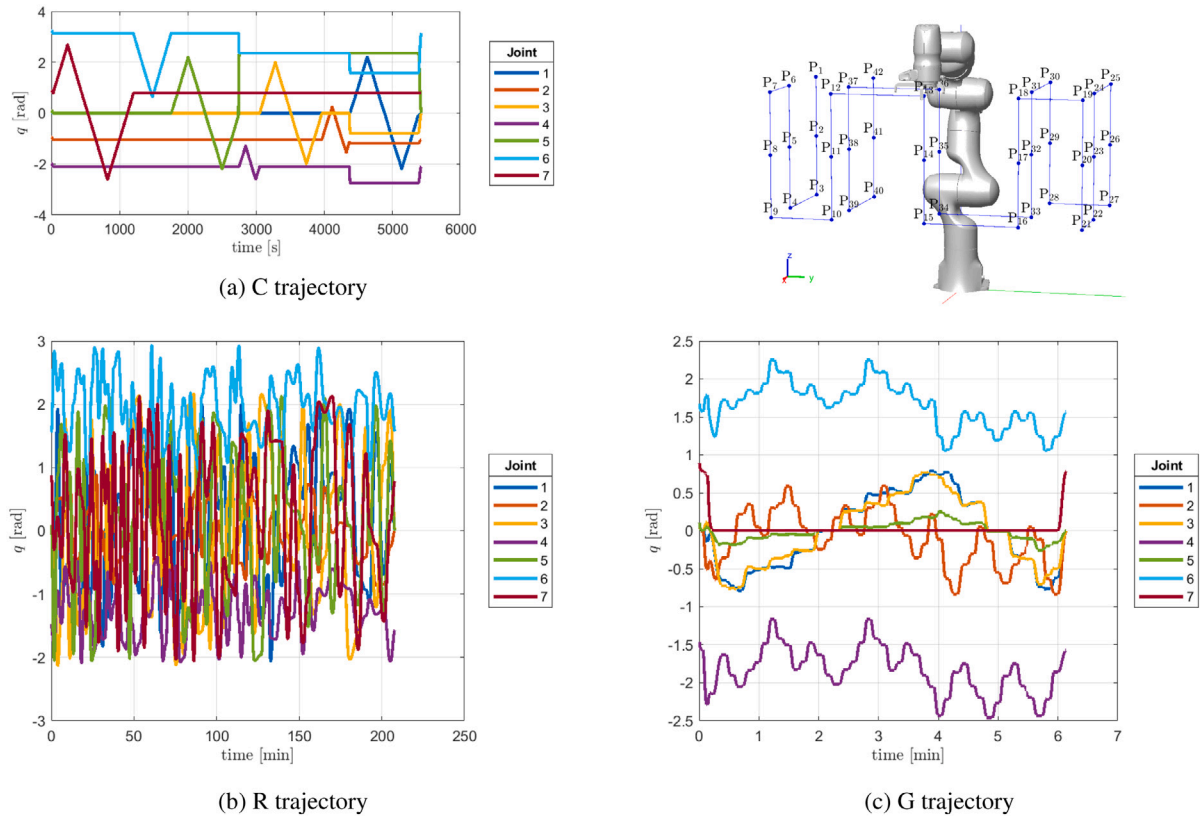 4
2
0
-2
-4
q [rad]
0 1000 2000 3000 4000 5000 6000
time [s]
Joint
1
2
3
4
5
6
7
(a) C trajectory
P7 P6 P1 P12 P37 P42 P13 P18 P31 P30 P19 P24 P25
P8 P5 P2 P11 P38 P41 P14 P35 P17 P32 P29 P20 P23 P26
P9 P4 P3 P10 P39 P40 P15 P34 P16 P33 P28 P21 P22 P27
z
x y
3
2
1
0
-1
-2
-3
q [rad]
0 50 100 150 200 250
time [min]
Joint
1
2
3
4
5
6
7
(b) R trajectory
2.5
2
1.5
1
0.5
0
-0.5
-1
-1.5
-2
-2.5
q [rad]
0 1 2 3 4 5 6 7
time [min]
Joint
1
2
3
4
5
6
7
(c) G trajectory